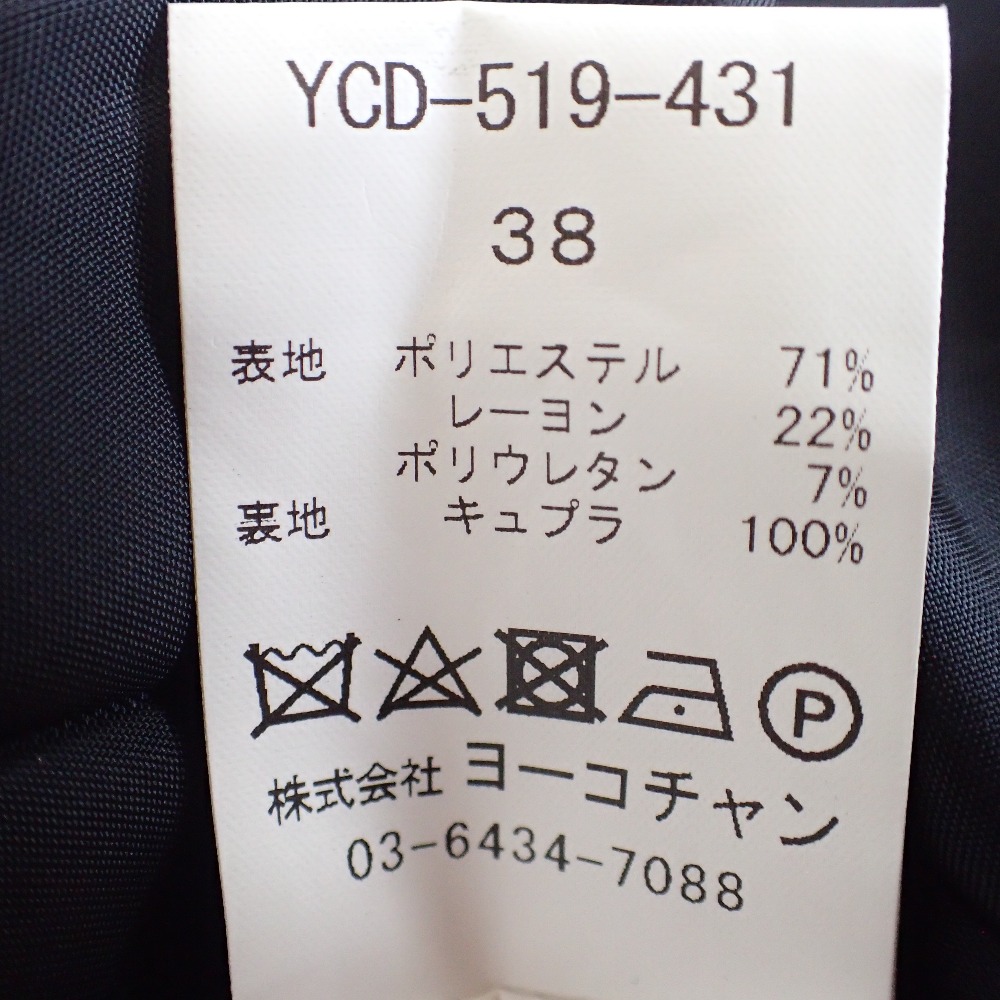 YCD-519-431
38
表地 ポリエステル 71%
レーヨン 22%
ポリウレタン 7%
裏地 キュプラ 100%
P
株式会社 ヨーコチャン
03-6434-7088